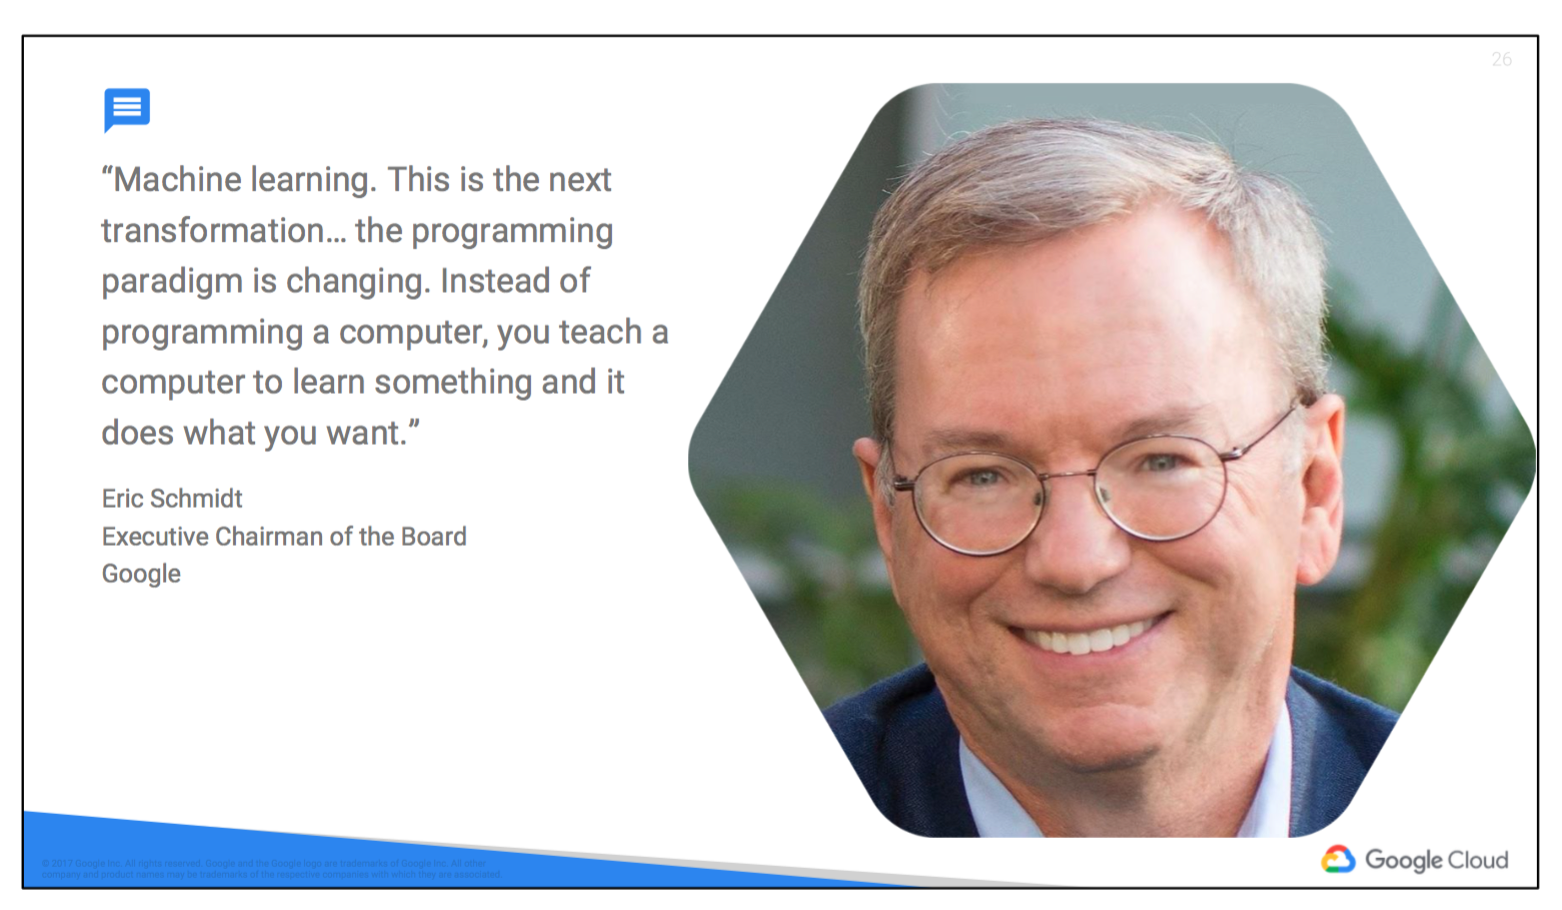 26
“Machine learning. This is the next
transformation… the programming
paradigm is changing. Instead of
programming a computer, you teach a
computer to learn something and it
does what you want.”
Eric Schmidt
Executive Chairman of the Board
Google
© 2017 Google Inc. All rights reserved. Google and the Google logo are trademarks of Google Inc. All other
company and product names may be trademarks of the respective companies with which they are associated.
Google Cloud